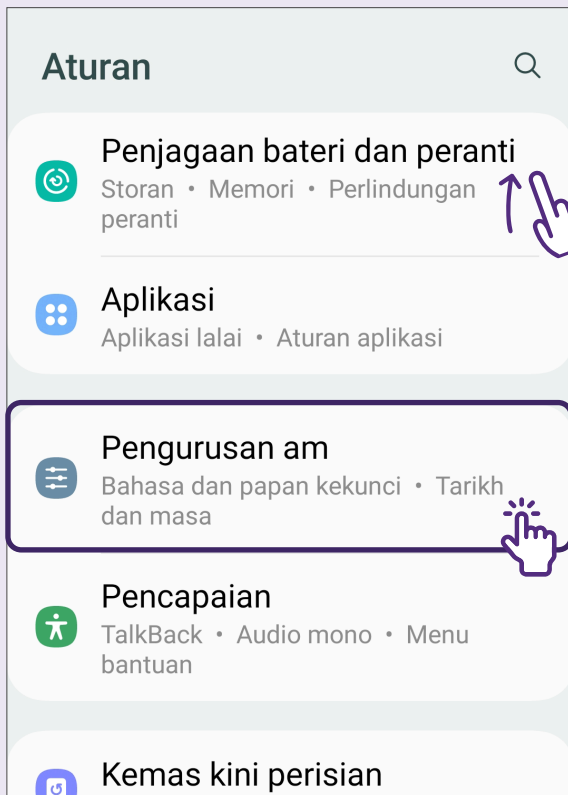 Aturan
Penjagaan bateri dan peranti
Storan • Memori • Perlindungan
peranti
Aplikasi
Aplikasi lalai • Aturan aplikasi
Pengurusan am
Bahasa dan papan kekunci • Tarikh
dan masa
Pencapaian
TalkBack • Audio mono • Menu
bantuan
Kemas kini perisian